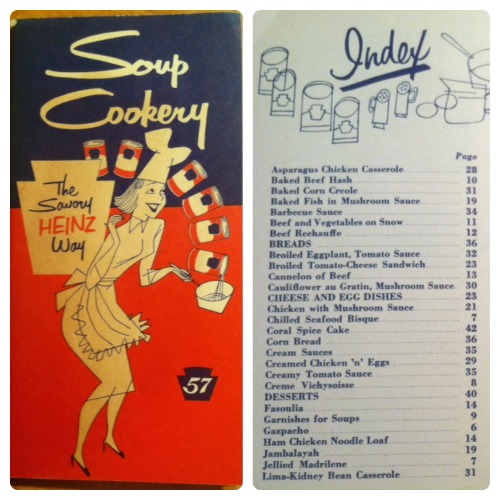 Soup
Cookery
The
Savory
HEINZ
Way
57
Index
Page
Asparagus Chicken Casserole 28
Baked Beef Hash 10
Baked Corn Creole 31
Baked Fish in Mushroom Sauce 19
Barbecue Sauce 34
Beef and Vegetables on Snow 11
Beef Rechauffe 12
BREADS 36
Broiled Eggplant, Tomato Sauce 32
Broiled Tomato-Cheese Sandwich 23
Cannelon of Beef 13
Cauliflower au Gratin, Mushroom Sauce 30
CHEESE AND EGG DISHES 23
Chicken with Mushroom Sauce 21
Chilled Seafood Bisque 7
Coral Spice Cake 42
Corn Bread 36
Cream Sauces 35
Creamed Chicken 'n' Eggs 29
Creamy Tomato Sauce 35
Creme Vichysoisse 8
DESSERTS 40
Fasoulia 14
Garnishes for Soups 9
Gazpacho 6
Ham Chicken Noodle Loaf 14
Jambalayah 19
Jellied Madrilene 7
Lima-Kidney Bean Casserole 31